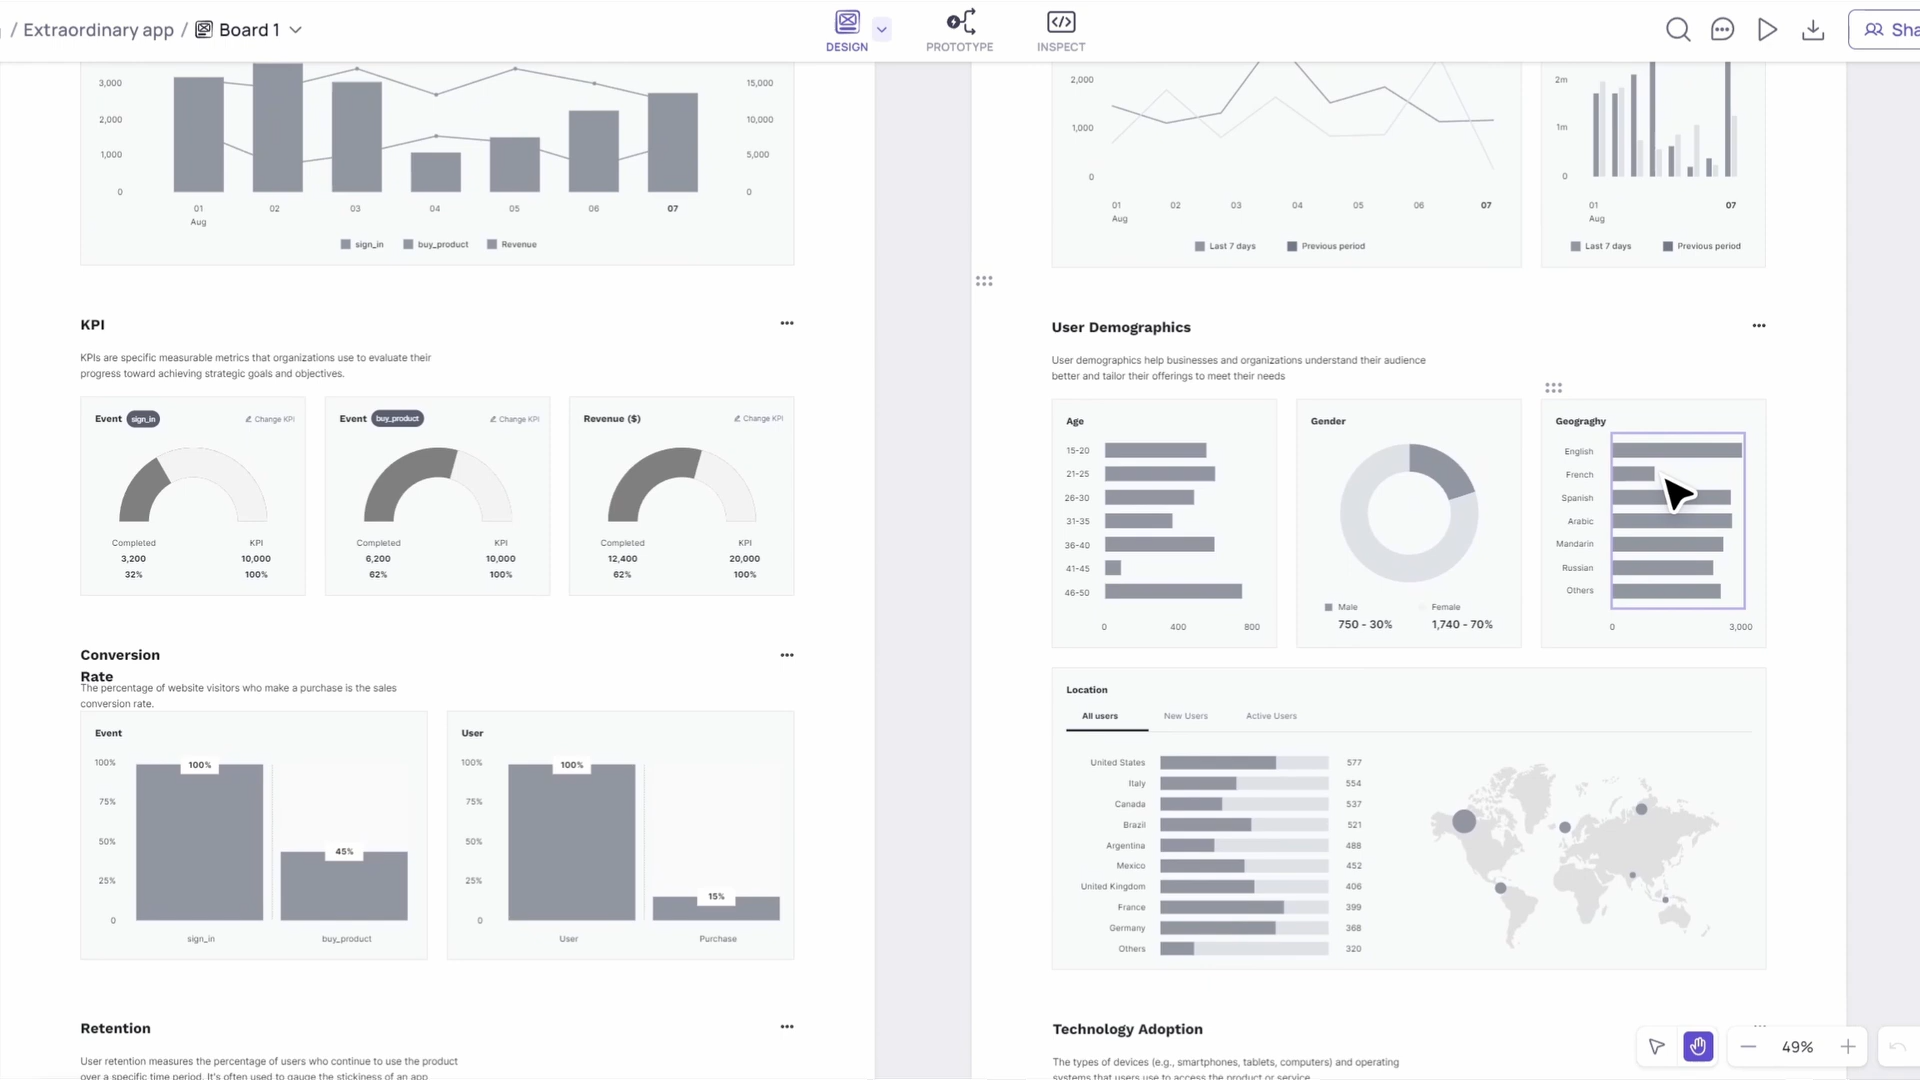 / Extraordinary app / Board 1
DESIGN
PROTOTYPE
INSPECT
Sha
3,000
2,000
1,000
0
15,000
10,000
5,000
0
01 02 03 04 05 06 07
Aug
sign_in buy_product Revenue
KPI
KPIs are specific measurable metrics that organizations use to evaluate their
progress toward achieving strategic goals and objectives.
Event sign_in Change KPI
Completed KPI
3,200 10,000
32% 100%
Event buy_product Change KPI
Completed KPI
6,200 10,000
62% 100%
Revenue ($) Change KPI
Completed KPI
12,400 20,000
62% 100%
Conversion
Rate
The percentage of website visitors who make a purchase is the sales
conversion rate.
Event
100%
75%
50%
25%
0
100%
45%
sign_in buy_product
User
100%
75%
50%
25%
0
100%
15%
User Purchase
Retention
User retention measures the percentage of users who continue to use the product
over a specific time period. It's often used to gauge the stickiness of an app
2,000
1,000
0
01 02 03 04 05 06 07
Aug
Last 7 days Previous period
2m
1m
0
01 07
Aug
Last 7 days Previous period
User Demographics
User demographics help businesses and organizations understand their audience
better and tailor their offerings to meet their needs
Age
15-20
21-25
26-30
31-35
36-40
41-45
46-50
0 400 800
Gender
Male Female
750 - 30% 1,740 - 70%
Geograghy
English
French
Spanish
Arabic
Mandarin
Russian
Others
0 3,000
Location
All users New Users Active Users
United States 577
Italy 554
Canada 537
Brazil 521
Argentina 488
Mexico 452
United Kingdom 406
France 399
Germany 368
Others 320
Technology Adoption
The types of devices (e.g., smartphones, tablets, computers) and operating
systems that users use to access the product or service.
49%